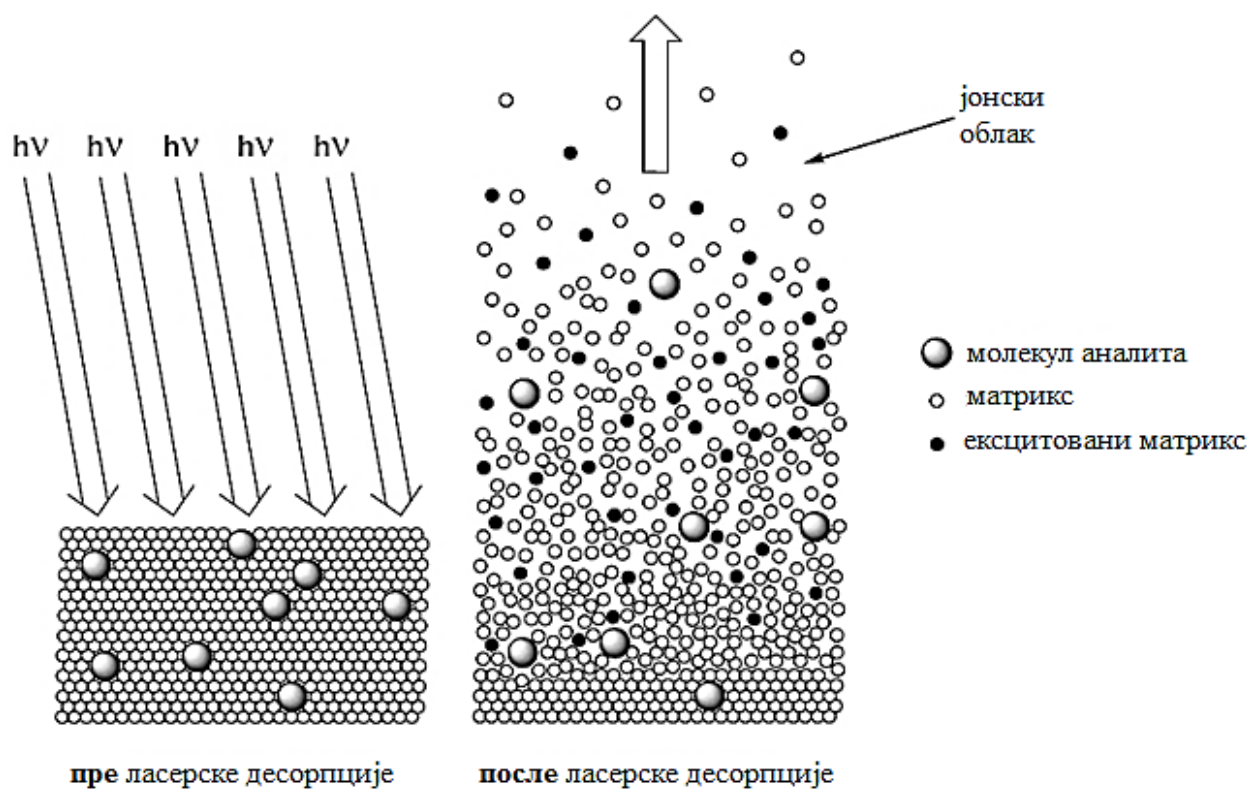 hν hν hν hν hν
јонски
облак
молекул аналита
матрикс
ексцитовани матрикс
пре ласерске десорпције
после ласерске десорпције